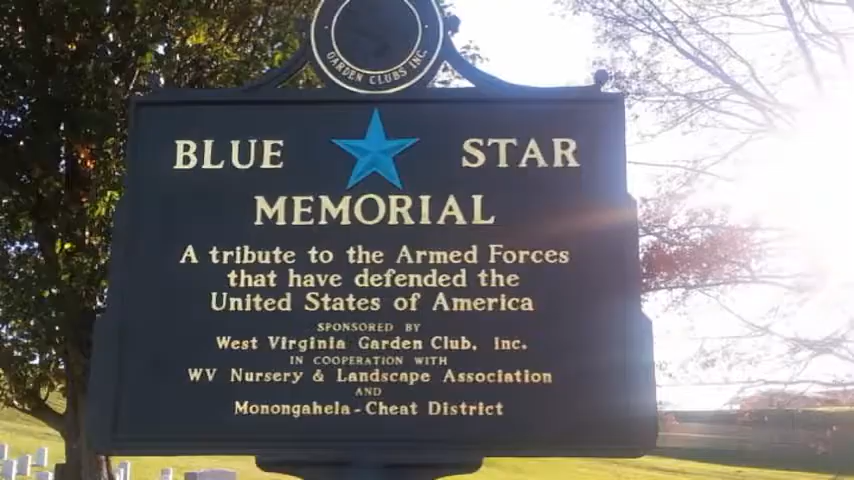 GARDEN CLUBS INC.
BLUE STAR
MEMORIAL
A tribute to the Armed Forces
that have defended the
United States of America
SPONSORED BY
West Virginia Garden Club, Inc.
IN COOPERATION WITH
WV Nursery & Landscape Association
AND
Monongahela-Cheat District